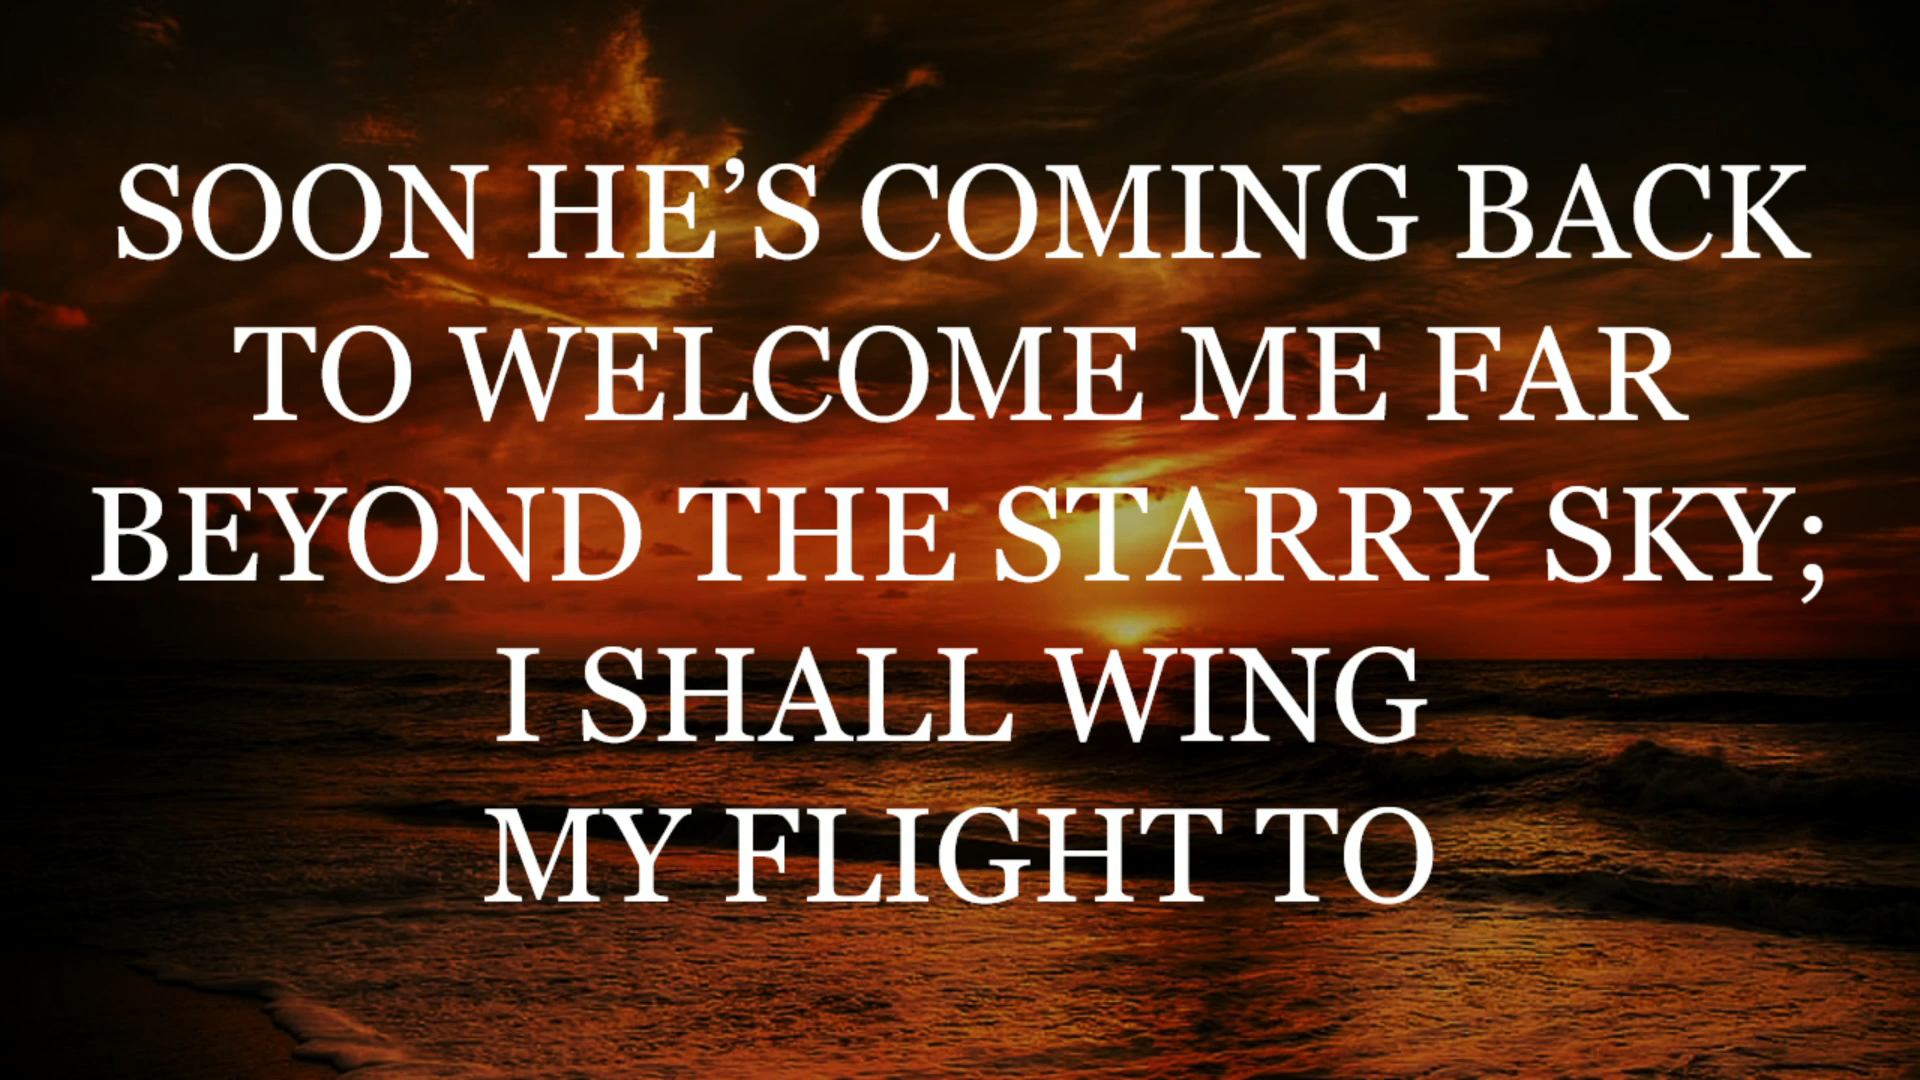 SOON HE’S COMING BACK
TO WELCOME ME FAR
BEYOND THE STARRY SKY;
I SHALL WING
MY FLIGHT TO